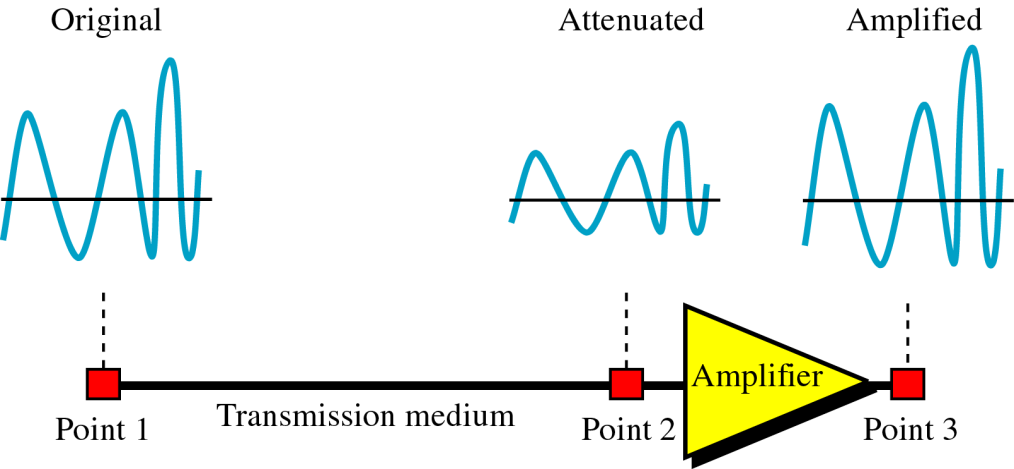 Original
Attenuated
Amplified
Amplifier
Transmission medium
Point 1
Point 2
Point 3